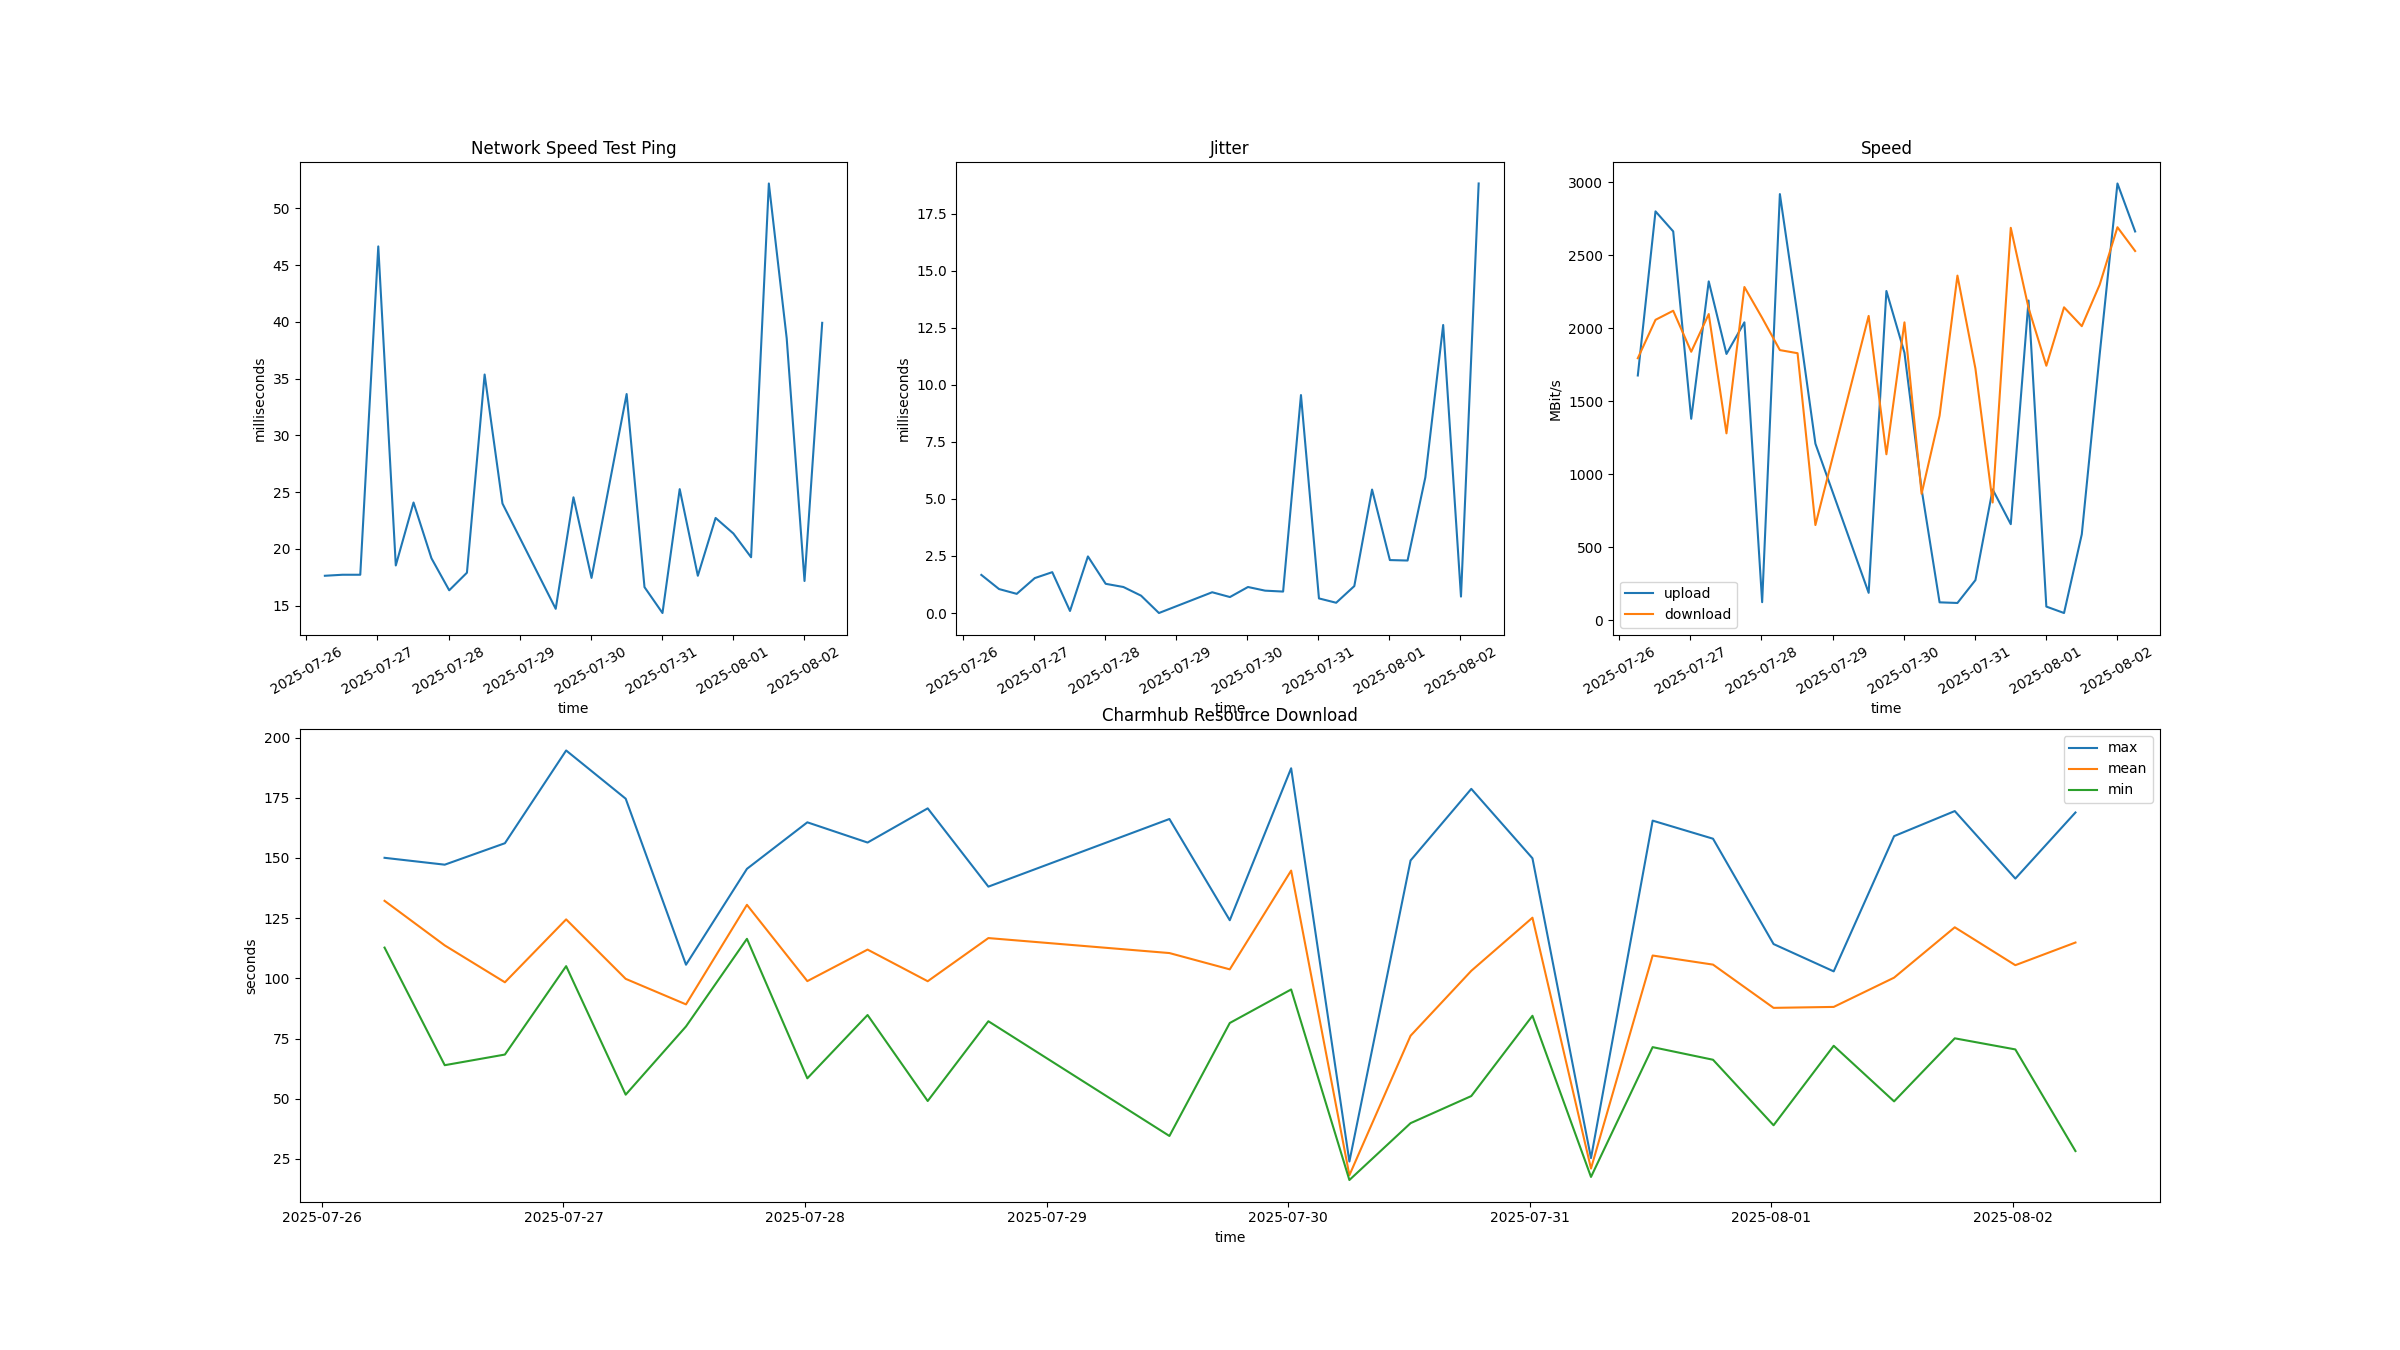 Network Speed Test Ping
milliseconds
50
45
40
35
30
25
20
15
2025-07-26 2025-07-27 2025-07-28 2025-07-29 2025-07-30 2025-07-31 2025-08-01 2025-08-02
time
Jitter
milliseconds
17.5
15.0
12.5
10.0
7.5
5.0
2.5
0.0
2025-07-26 2025-07-27 2025-07-28 2025-07-29 2025-07-30 2025-07-31 2025-08-01 2025-08-02
time
Speed
MBit/s
3000
2500
2000
1500
1000
500
0
upload
download
2025-07-26 2025-07-27 2025-07-28 2025-07-29 2025-07-30 2025-07-31 2025-08-01 2025-08-02
time
Charmhub Resource Download
seconds
200
175
150
125
100
75
50
25
max
mean
min
2025-07-26 2025-07-27 2025-07-28 2025-07-29 2025-07-30 2025-07-31 2025-08-01 2025-08-02
time